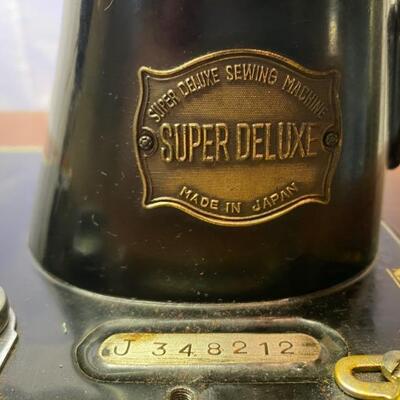 SUPER DELUXE SEWING MACHINE
SUPER DELUXE
MADE IN JAPAN
J 348212